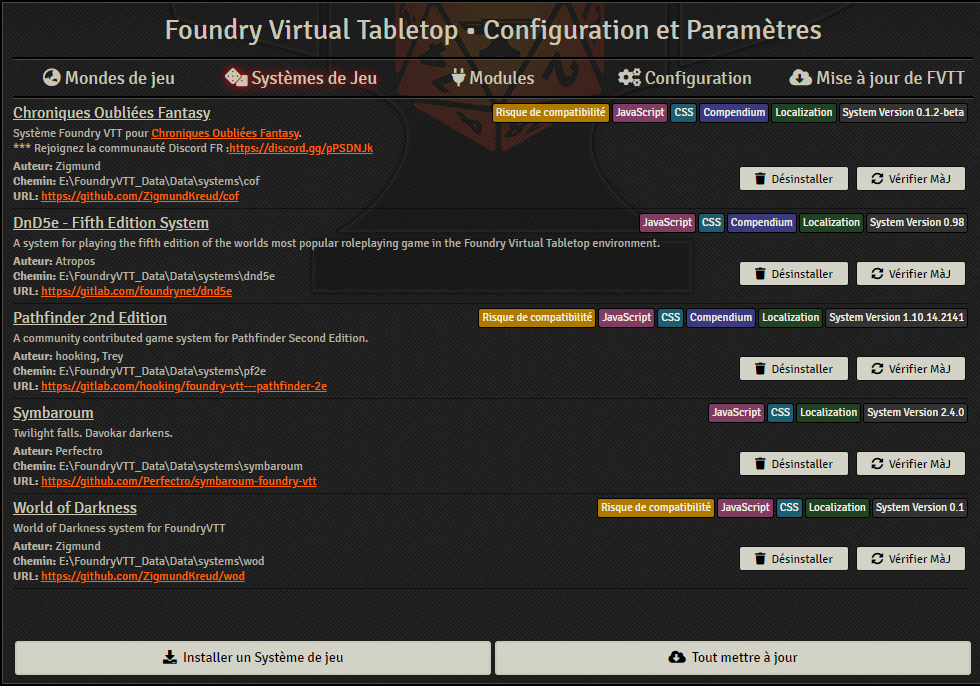 Foundry Virtual Tabletop • Configuration et Paramètres
Mondes de jeu Systèmes de Jeu Modules Configuration Mise à jour de FVTT
Chroniques Oubliées Fantasy Risque de compatibilité JavaScript CSS Compendium Localization System Version 0.1.2-beta
Système Foundry VTT pour Chroniques Oubliées Fantasy.
*** Rejoignez la communauté Discord FR :https://discord.gg/pPSDNJk
Auteur: Zigmund
Chemin: E:\FoundryVTT_Data\Data\systems\cof Désinstaller Vérifier MàJ
URL: https://github.com/ZigmundKreud/cof
DnD5e - Fifth Edition System JavaScript CSS Compendium Localization System Version 0.98
A system for playing the fifth edition of the worlds most popular roleplaying game in the Foundry Virtual Tabletop environment.
Auteur: Atropos
Chemin: E:\FoundryVTT_Data\Data\systems\dnd5e Désinstaller Vérifier MàJ
URL: https://gitlab.com/foundrynet/dnd5e
Pathfinder 2nd Edition Risque de compatibilité JavaScript CSS Compendium Localization System Version 1.10.14.2141
A community contributed game system for Pathfinder Second Edition.
Auteur: hooking, Trey
Chemin: E:\FoundryVTT_Data\Data\systems\pf2e Désinstaller Vérifier MàJ
URL: https://gitlab.com/hooking/foundry-vtt---pathfinder-2e
Symbaroum JavaScript CSS Localization System Version 2.4.0
Twilight falls. Davokar darkens.
Auteur: Perfectro
Chemin: E:\FoundryVTT_Data\Data\systems\symbaroum Désinstaller Vérifier MàJ
URL: https://github.com/Perfectro/symbaroum-foundry-vtt
World of Darkness Risque de compatibilité JavaScript CSS Localization System Version 0.1
World of Darkness system for FoundryVTT
Auteur: Zigmund
Chemin: E:\FoundryVTT_Data\Data\systems\wod Désinstaller Vérifier MàJ
URL: https://github.com/ZigmundKreud/wod
Installer un Système de jeu Tout mettre à jour